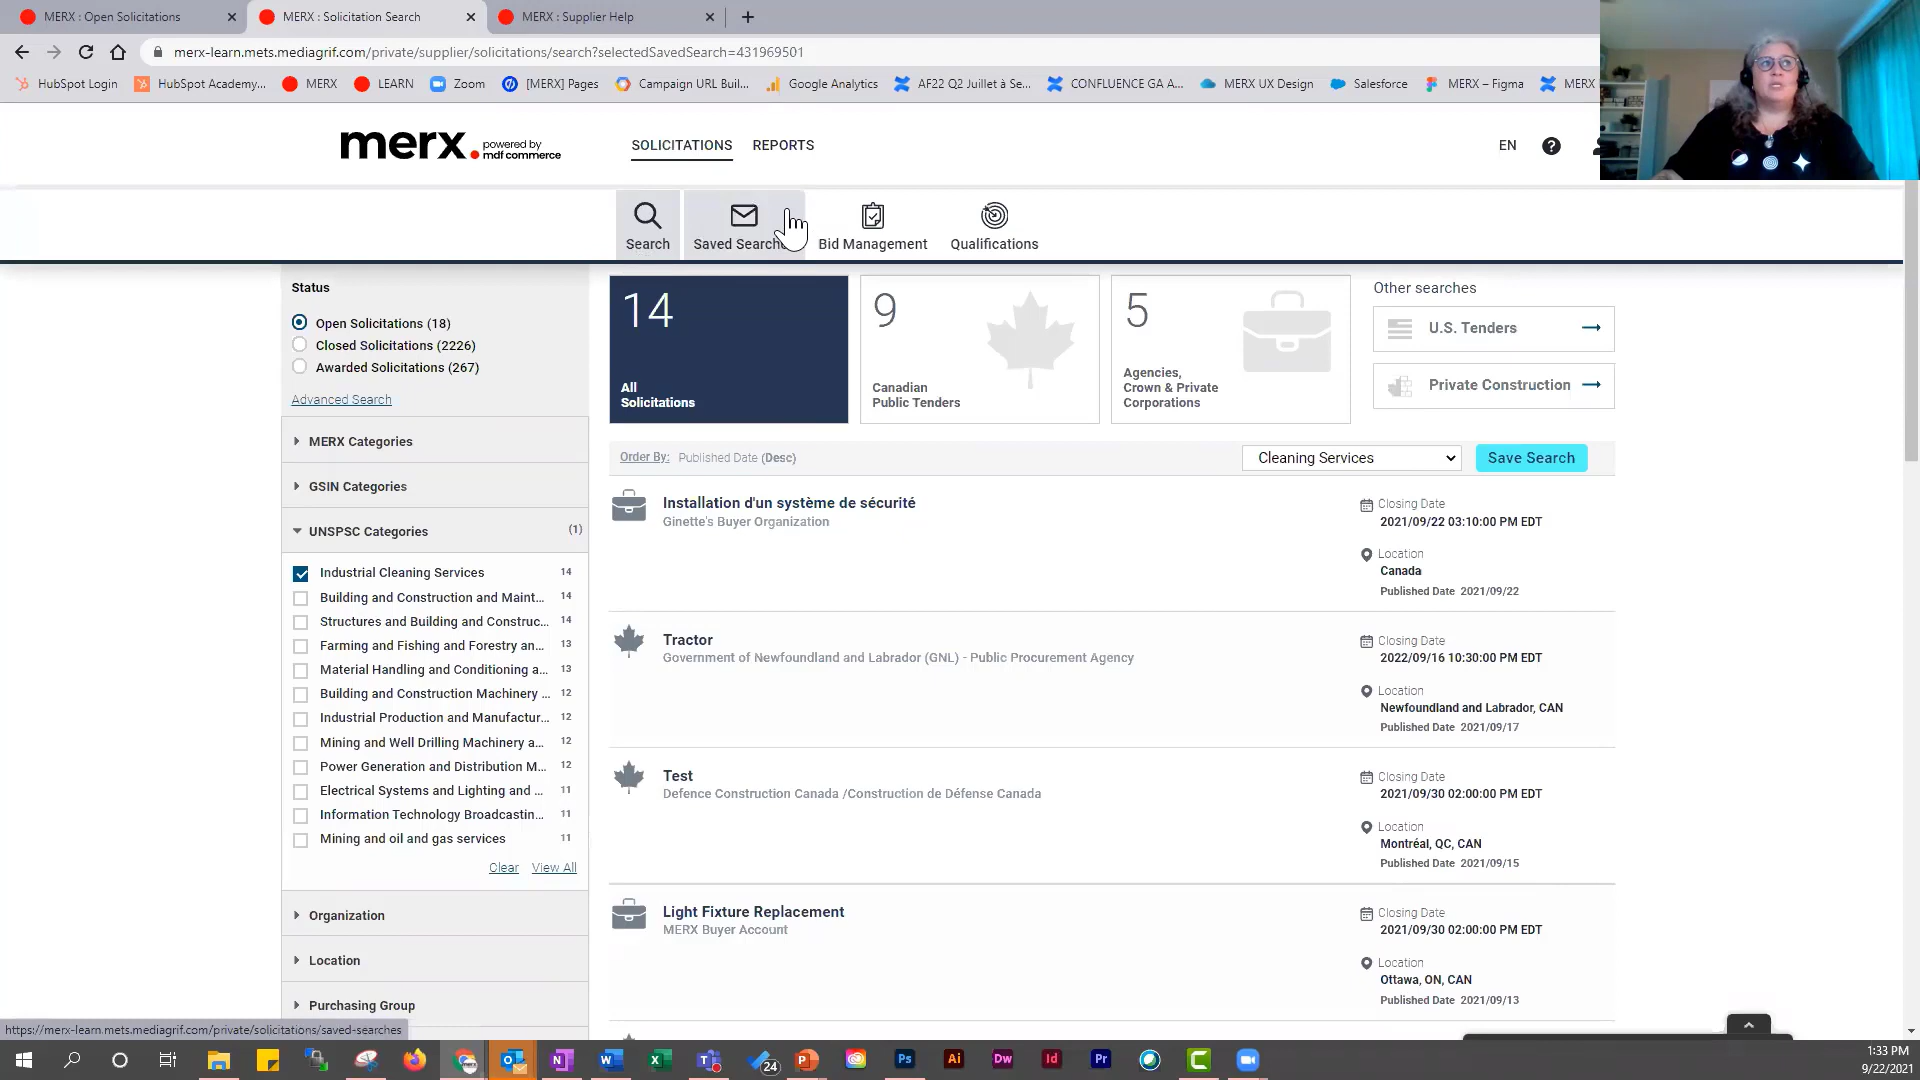 MERX : Open Solicitations
MERX : Solicitation Search
MERX : Supplier Help
merx-learn.mets.mediagrif.com/private/supplier/solicitations/search?selectedSavedSearch=431969501
HubSpot Login
HubSpot Academy...
MERX
LEARN
Zoom
[MERX] Pages
Campaign URL Buil...
Google Analytics
AF22 Q2 Juillet à Se...
CONFLUENCE GA A...
MERX UX Design
Salesforce
MERX – Figma
MERX
merx. powered by
mdf commerce
SOLICITATIONS
REPORTS
EN
Search
Saved Searche
Bid Management
Qualifications
Status
Open Solicitations (18)
Closed Solicitations (2226)
Awarded Solicitations (267)
Advanced Search
MERX Categories
GSIN Categories
UNSPSC Categories (1)
Industrial Cleaning Services 14
Building and Construction and Maint... 14
Structures and Building and Construc... 14
Farming and Fishing and Forestry an... 13
Material Handling and Conditioning a... 13
Building and Construction Machinery ... 12
Industrial Production and Manufactur... 12
Mining and Well Drilling Machinery a... 12
Power Generation and Distribution M... 12
Electrical Systems and Lighting and ... 11
Information Technology Broadcastin... 11
Mining and oil and gas services 11
Clear View All
Organization
Location
Purchasing Group
14
All
Solicitations
9
Canadian
Public Tenders
5
Agencies,
Crown & Private
Corporations
Other searches
U.S. Tenders
Private Construction
Order By: Published Date (Desc)
Cleaning Services
Save Search
Installation d'un système de sécurité
Ginette's Buyer Organization
Closing Date
2021/09/22 03:10:00 PM EDT
Location
Canada
Published Date 2021/09/22
Tractor
Government of Newfoundland and Labrador (GNL) - Public Procurement Agency
Closing Date
2022/09/16 10:30:00 PM EDT
Location
Newfoundland and Labrador, CAN
Published Date 2021/09/17
Test
Defence Construction Canada /Construction de Défense Canada
Closing Date
2021/09/30 02:00:00 PM EDT
Location
Montréal, QC, CAN
Published Date 2021/09/15
Light Fixture Replacement
MERX Buyer Account
Closing Date
2021/09/30 02:00:00 PM EDT
Location
Ottawa, ON, CAN
Published Date 2021/09/13
https://merx-learn.mets.mediagrif.com/private/solicitations/saved-searches
24
Ps
Ai
Dw
Id
Pr
1:33 PM
9/22/2021